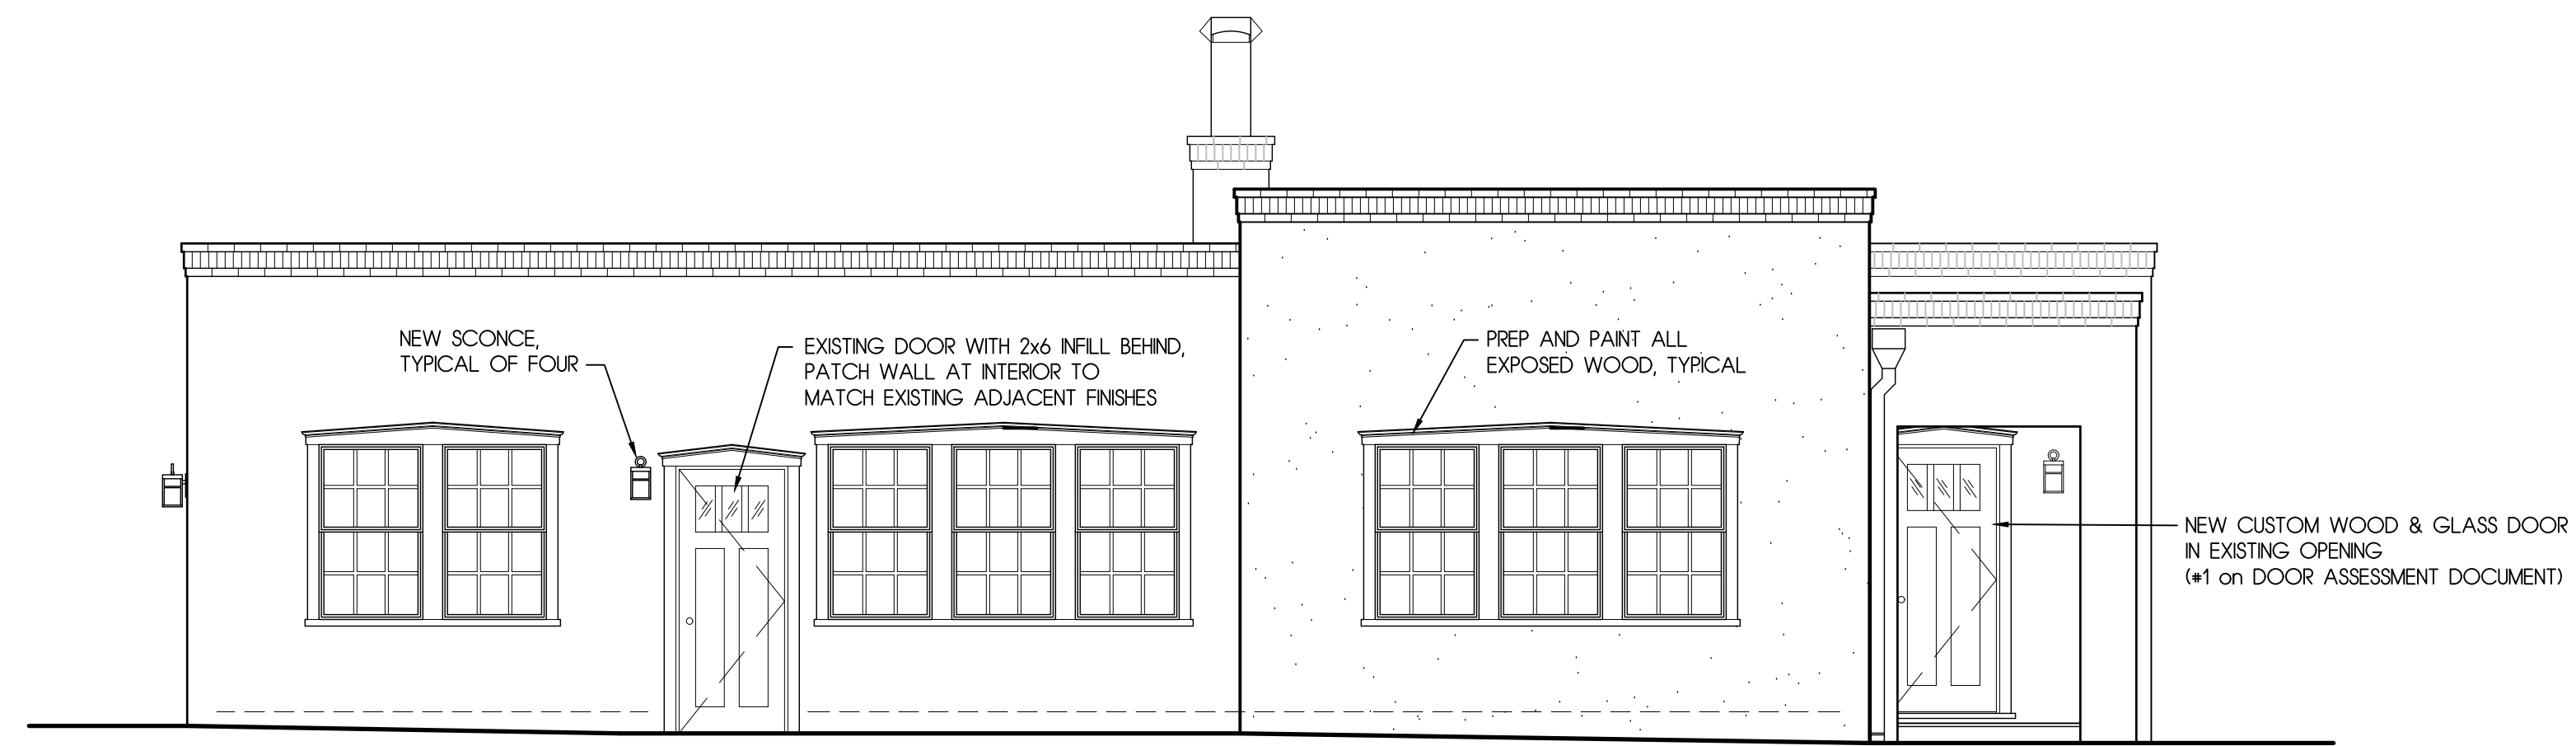 NEW SCONCE,
TYPICAL OF FOUR
EXISTING DOOR WITH 2x6 INFILL BEHIND,
PATCH WALL AT INTERIOR TO
MATCH EXISTING ADJACENT FINISHES
PREP AND PAINT ALL
EXPOSED WOOD, TYPICAL
NEW CUSTOM WOOD & GLASS DOOR
IN EXISTING OPENING
(#1 on DOOR ASSESSMENT DOCUMENT)